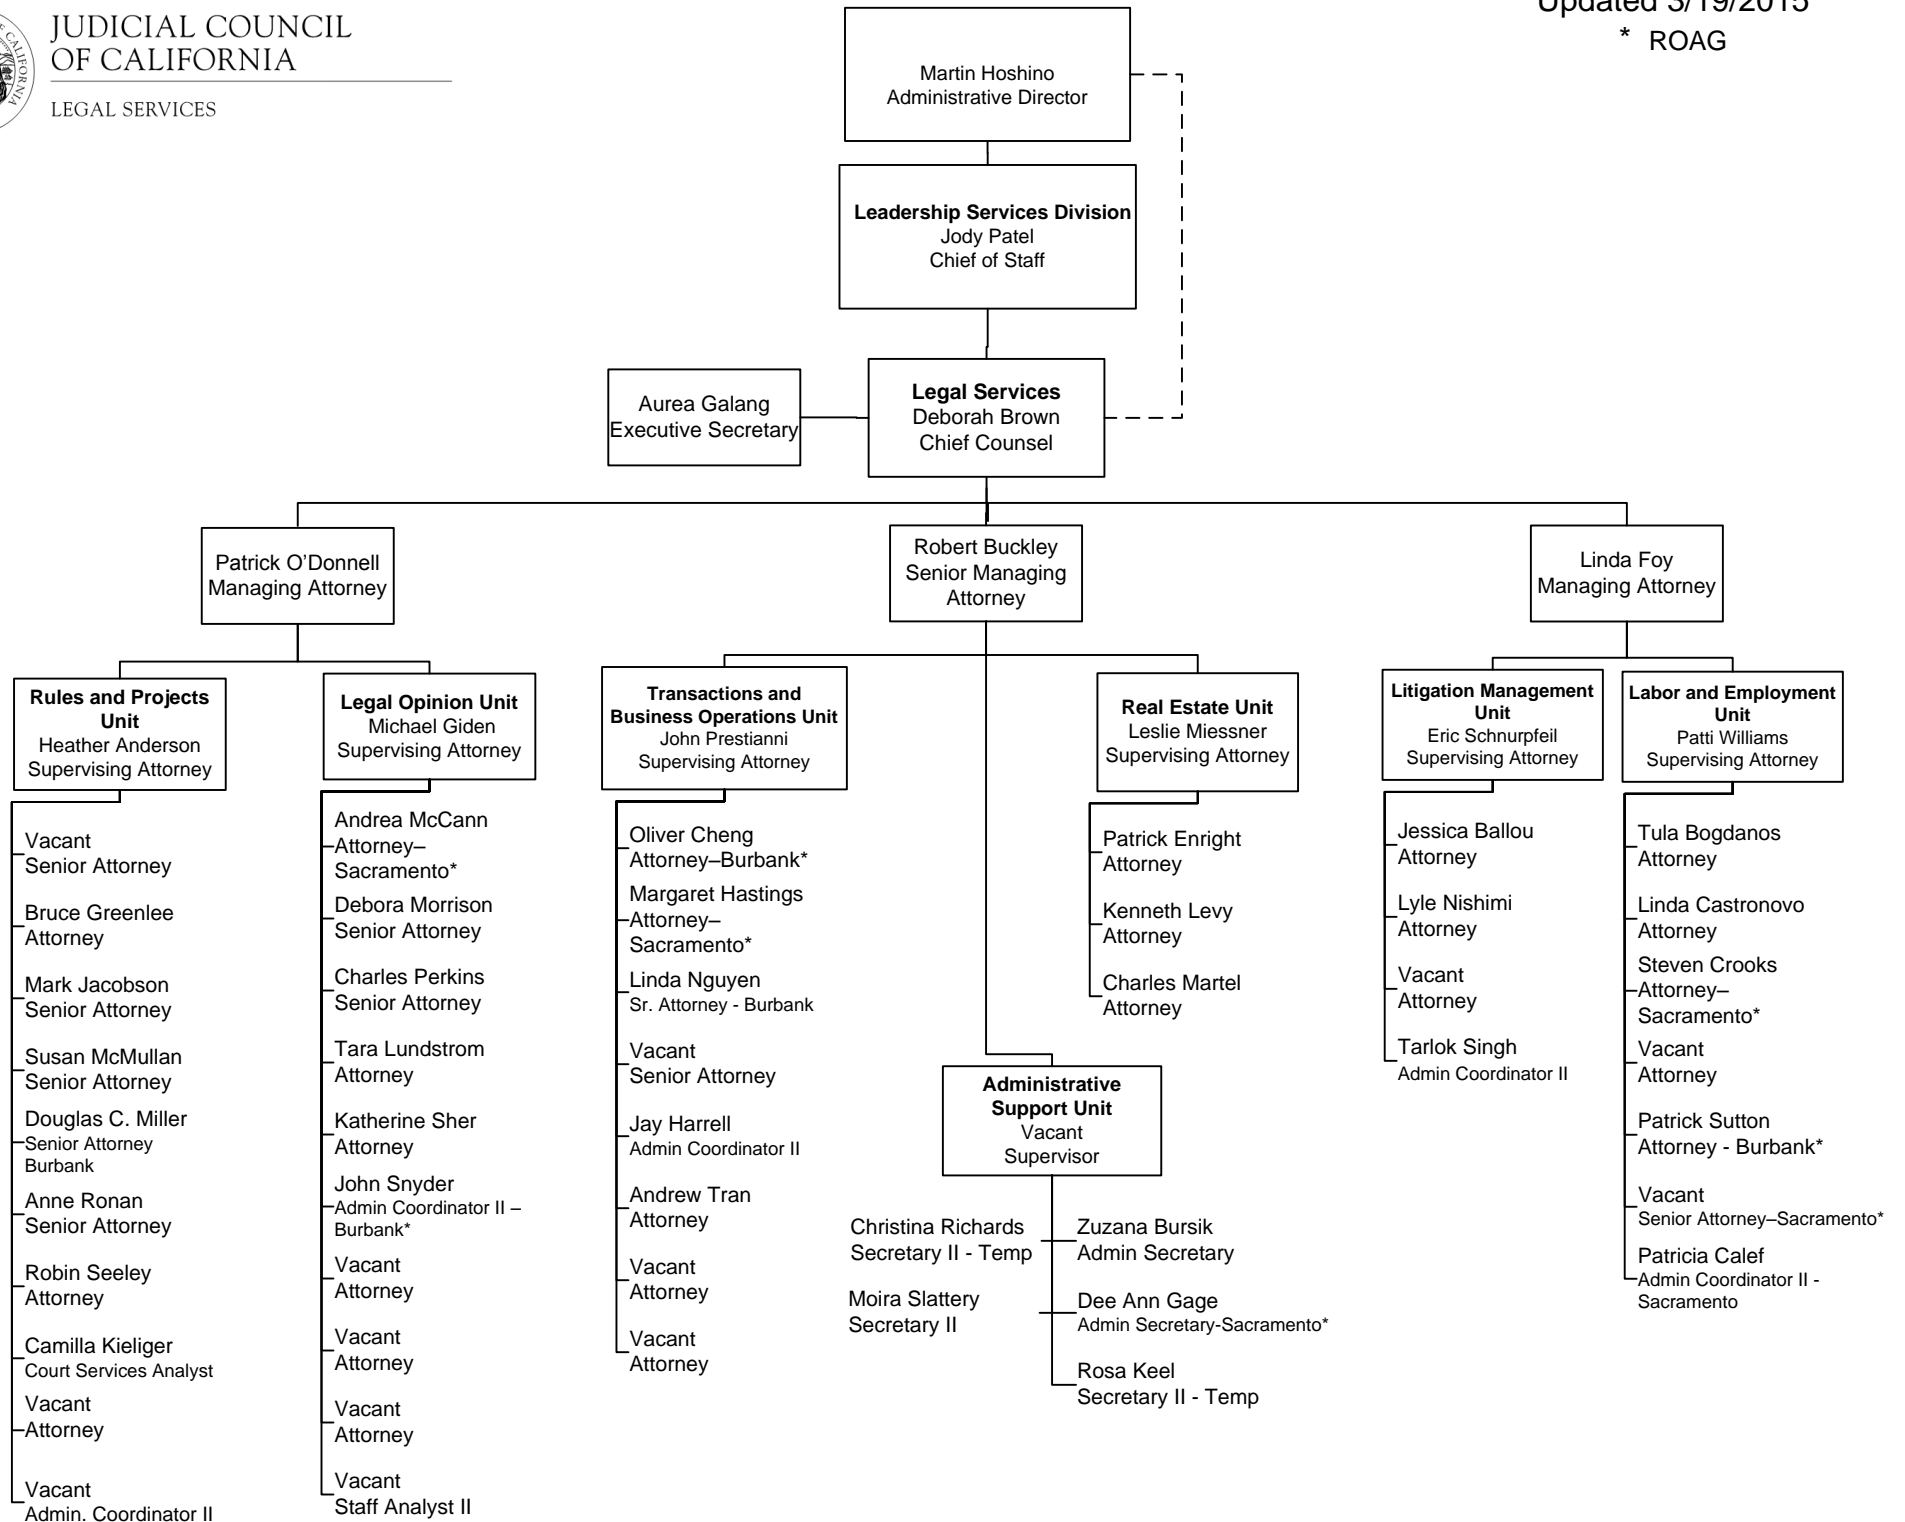 JUDICIAL COUNCIL
OF CALIFORNIA
LEGAL SERVICES
Updated 3/19/2015
* ROAG
Martin Hoshino
Administrative Director
Leadership Services Division
Jody Patel
Chief of Staff
Aurea Galang
Executive Secretary
Legal Services
Deborah Brown
Chief Counsel
Patrick O’Donnell
Managing Attorney
Robert Buckley
Senior Managing
Attorney
Linda Foy
Managing Attorney
Rules and Projects
Unit
Heather Anderson
Supervising Attorney
Vacant
Senior Attorney
Bruce Greenlee
Attorney
Mark Jacobson
Senior Attorney
Susan McMullan
Senior Attorney
Douglas C. Miller
Senior Attorney
Burbank
Anne Ronan
Senior Attorney
Robin Seeley
Attorney
Camilla Kieliger
Court Services Analyst
Vacant
Attorney
Vacant
Admin. Coordinator II
Legal Opinion Unit
Michael Giden
Supervising Attorney
Andrea McCann
Attorney–
Sacramento*
Debora Morrison
Senior Attorney
Charles Perkins
Senior Attorney
Tara Lundstrom
Attorney
Katherine Sher
Attorney
John Snyder
Admin Coordinator II –
Burbank*
Vacant
Attorney
Vacant
Attorney
Vacant
Attorney
Vacant
Staff Analyst II
Transactions and
Business Operations Unit
John Prestianni
Supervising Attorney
Oliver Cheng
Attorney–Burbank*
Margaret Hastings
Attorney–
Sacramento*
Linda Nguyen
Sr. Attorney - Burbank
Vacant
Senior Attorney
Jay Harrell
Admin Coordinator II
Andrew Tran
Attorney
Vacant
Attorney
Vacant
Attorney
Administrative
Support Unit
Vacant
Supervisor
Christina Richards
Secretary II - Temp
Moira Slattery
Secretary II
Zuzana Bursik
Admin Secretary
Dee Ann Gage
Admin Secretary-Sacramento*
Rosa Keel
Secretary II - Temp
Real Estate Unit
Leslie Miessner
Supervising Attorney
Patrick Enright
Attorney
Kenneth Levy
Attorney
Charles Martel
Attorney
Litigation Management
Unit
Eric Schnurpfeil
Supervising Attorney
Jessica Ballou
Attorney
Lyle Nishimi
Attorney
Vacant
Attorney
Tarlok Singh
Admin Coordinator II
Labor and Employment
Unit
Patti Williams
Supervising Attorney
Tula Bogdanos
Attorney
Linda Castronovo
Attorney
Steven Crooks
Attorney–
Sacramento*
Vacant
Attorney
Patrick Sutton
Attorney - Burbank*
Vacant
Senior Attorney–Sacramento*
Patricia Calef
Admin Coordinator II -
Sacramento